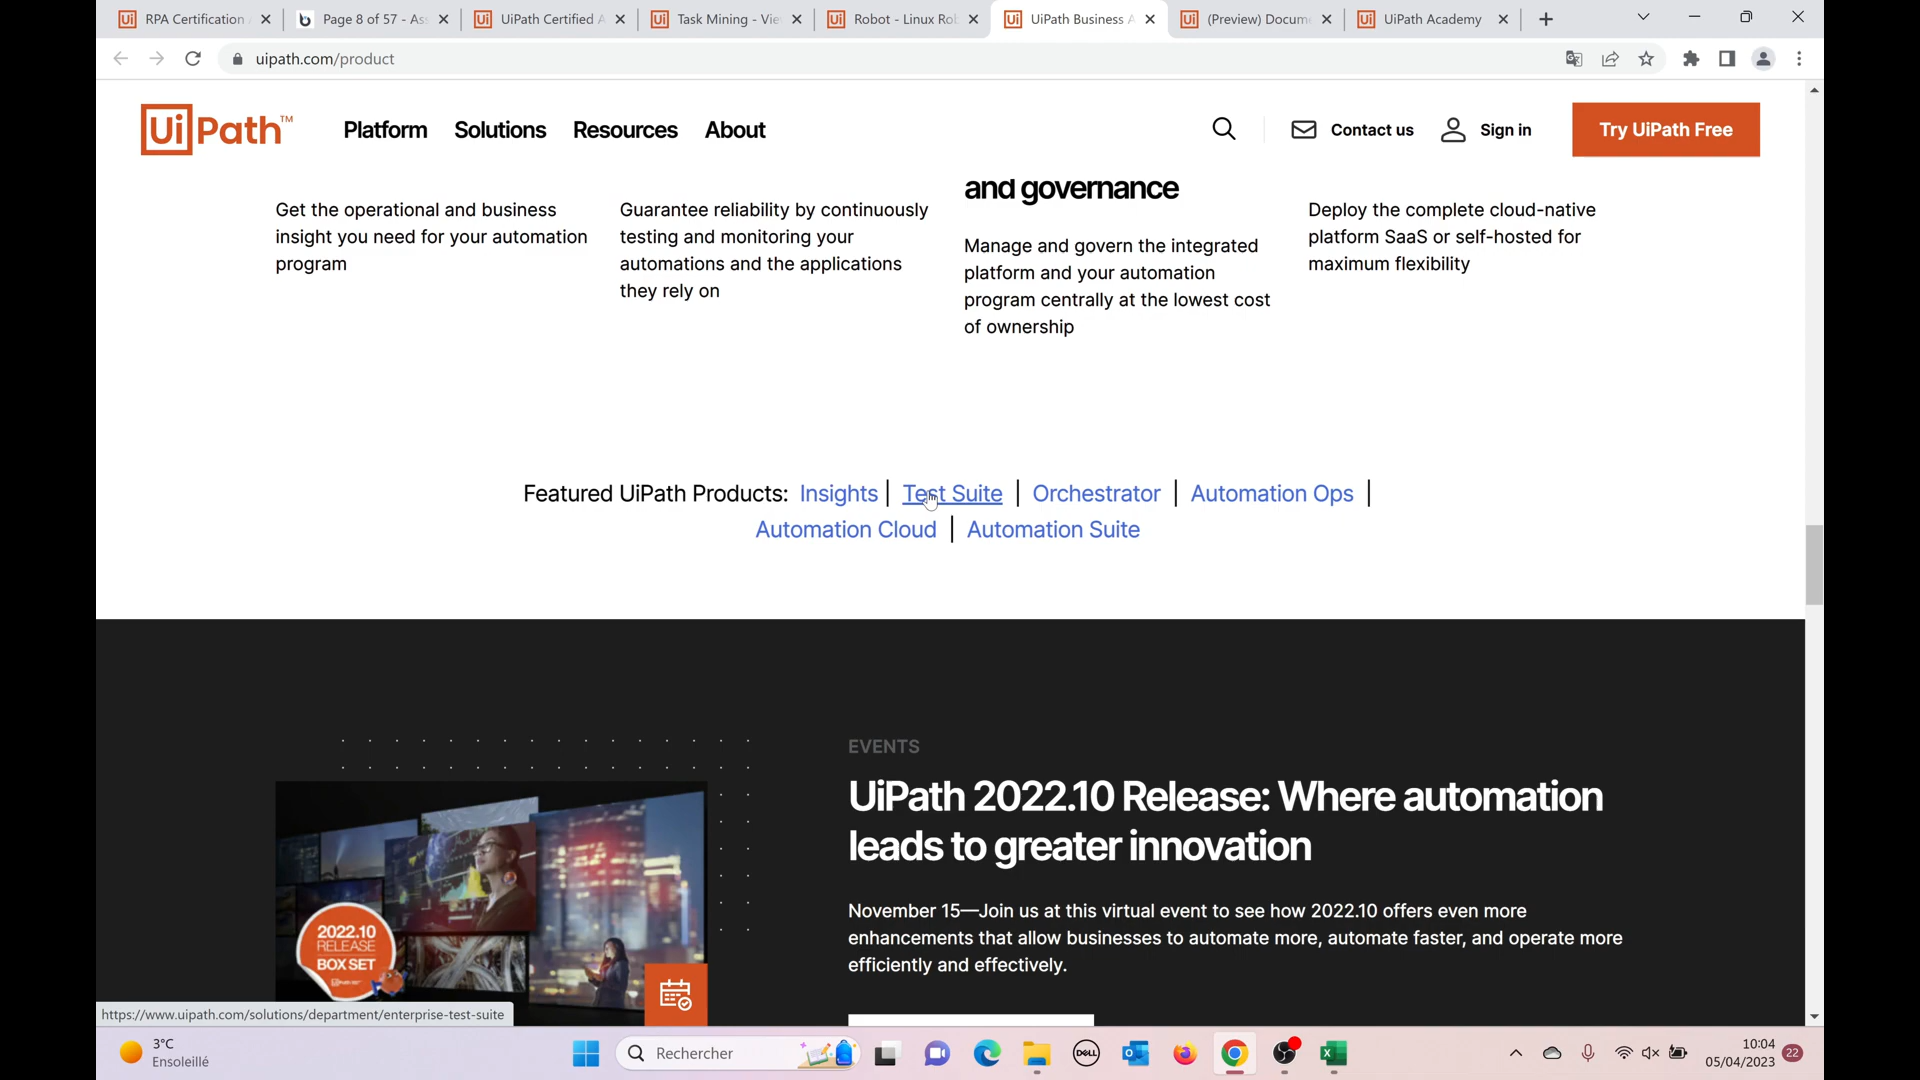 RPA Certification
Page 8 of 57 - As
UiPath Certified A
Task Mining - Vie
Robot - Linux Rob
UiPath Business A
(Preview) Docume
UiPath Academy
uipath.com/product
UiPath™
Platform
Solutions
Resources
About
Contact us
Sign in
Try UiPath Free
and governance
Get the operational and business
insight you need for your automation
program
Guarantee reliability by continuously
testing and monitoring your
automations and the applications
they rely on
Manage and govern the integrated
platform and your automation
program centrally at the lowest cost
of ownership
Deploy the complete cloud-native
platform SaaS or self-hosted for
maximum flexibility
Featured UiPath Products: Insights | Test Suite | Orchestrator | Automation Ops |
Automation Cloud | Automation Suite
EVENTS
UiPath 2022.10 Release: Where automation
leads to greater innovation
November 15—Join us at this virtual event to see how 2022.10 offers even more
enhancements that allow businesses to automate more, automate faster, and operate more
efficiently and effectively.
2022.10
RELEASE
BOX SET
https://www.uipath.com/solutions/department/enterprise-test-suite
3°C
Ensoleillé
Rechercher
DELL
10:04
05/04/2023
22